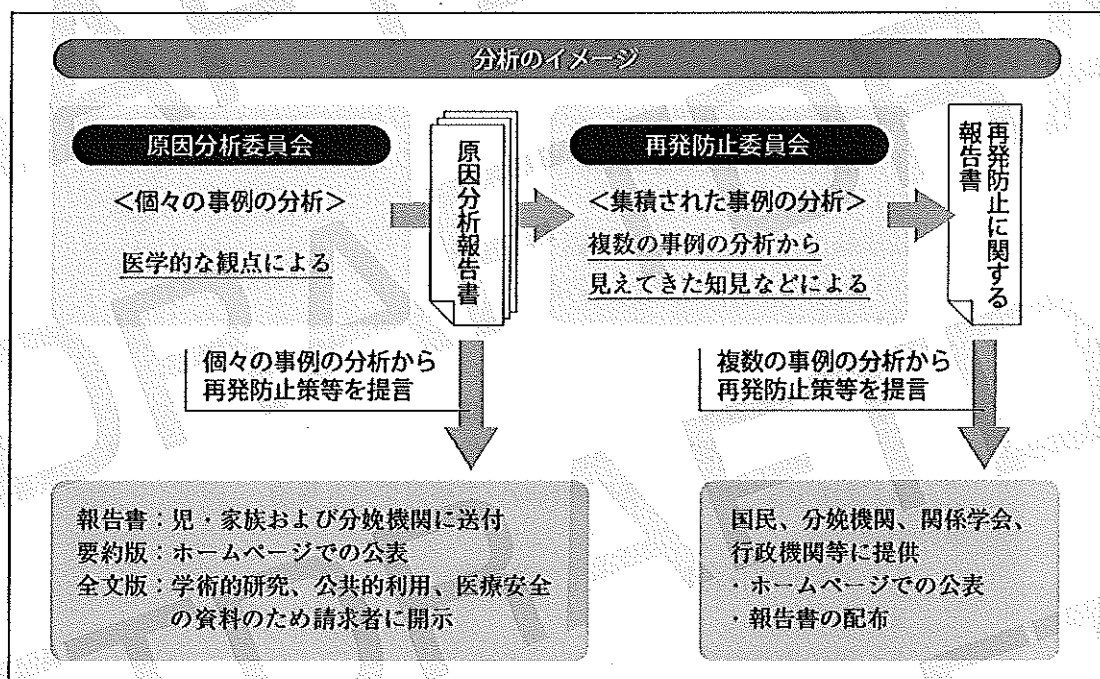 分析のイメージ
原因分析委員会
＜個々の事例の分析＞
医学的な観点による
原因分析報告書
再発防止委員会
＜集積された事例の分析＞
複数の事例の分析から
見えてきた知見などによる
再発防止に関する
報告書
個々の事例の分析から
再発防止策等を提言
複数の事例の分析から
再発防止策等を提言
報告書：児・家族および分娩機関に送付
要約版：ホームページでの公表
全文版：学術的研究、公共的利用、医療安全
の資料のため請求者に開示
国民、分娩機関、関係学会、
行政機関等に提供
・ホームページでの公表
・報告書の配布